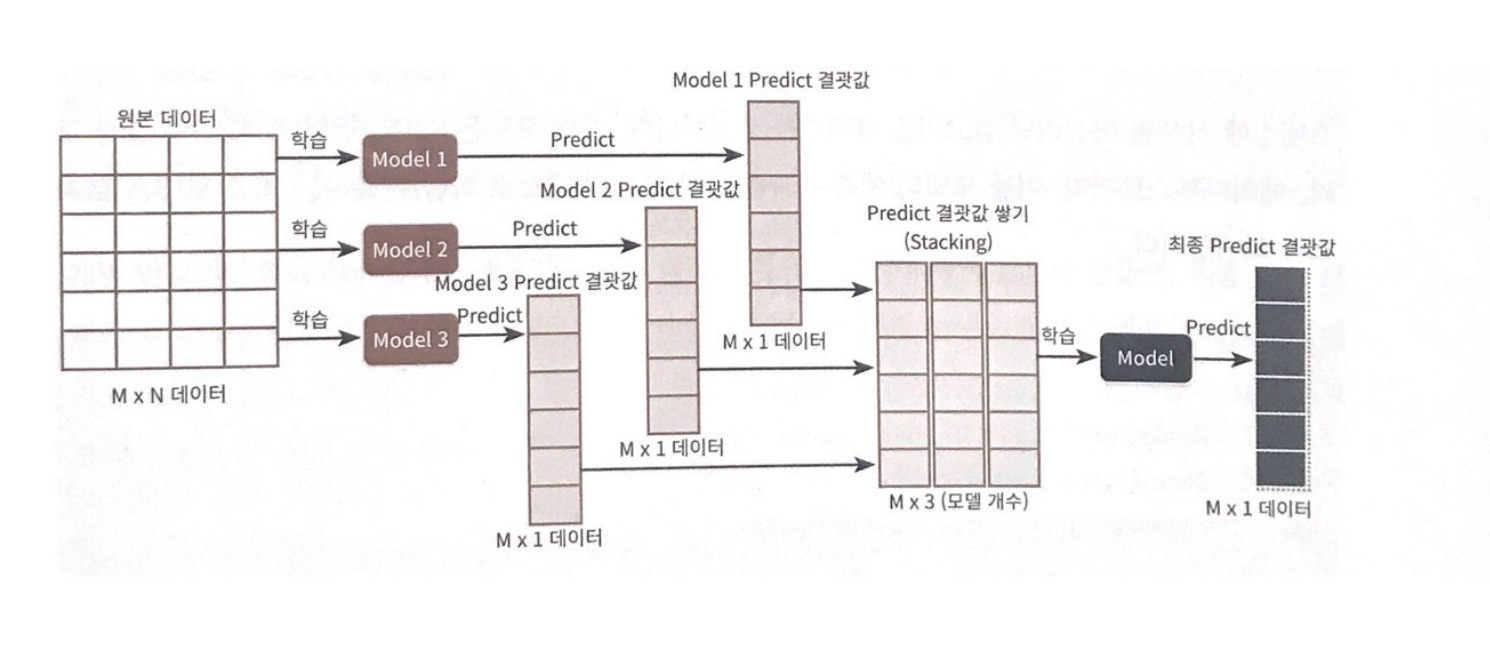 Model 1 Predict 결괏값
원본 데이터
학습
Model 1
Predict
Model 2 Predict 결괏값
학습
Model 2
Predict
Model 3 Predict 결괏값
학습
Model 3
Predict
M x N 데이터
M x 1 데이터
M x 1 데이터
M x 1 데이터
Predict 결괏값 쌓기
(Stacking)
M x 3 (모델 개수)
학습
Model
Predict
최종 Predict 결괏값
M x 1 데이터